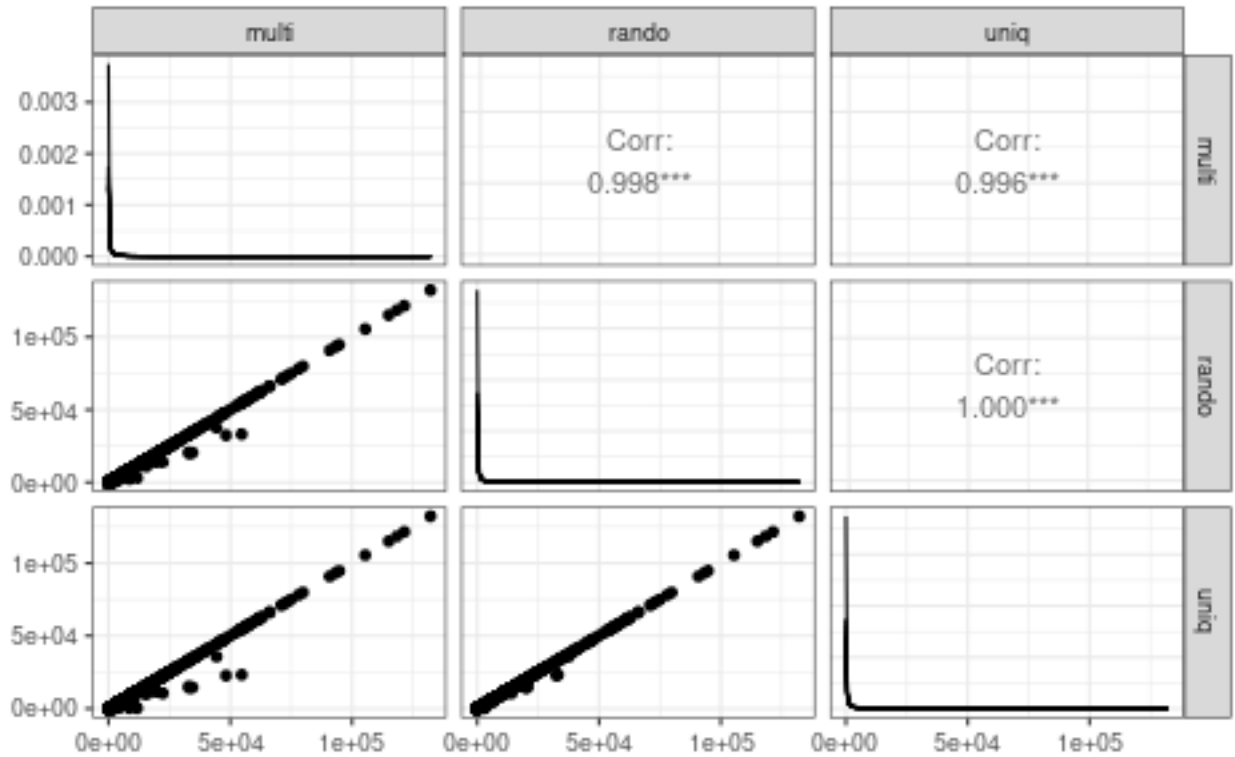 multi rando uniq
0.003
0.002
0.001
0.000
Corr:
0.998***
Corr:
0.996***
multi
1e+05
5e+04
0e+00
Corr:
1.000***
rando
1e+05
5e+04
0e+00
uniq
0e+00 5e+04 1e+05 0e+00 5e+04 1e+05 0e+00 5e+04 1e+05